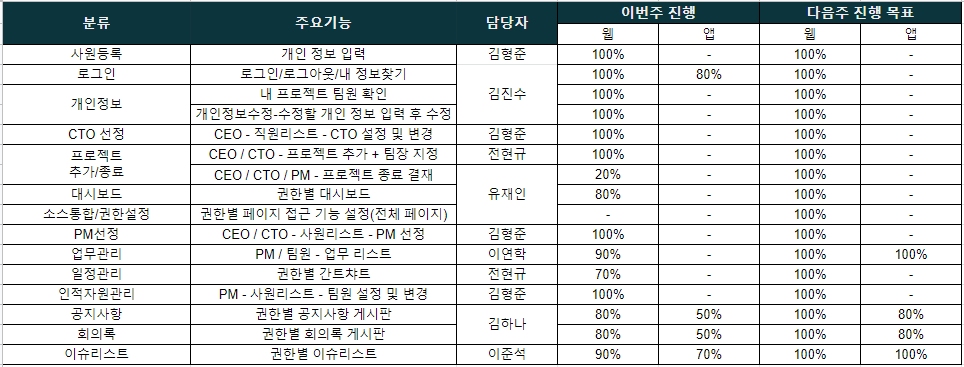 분류 주요기능 담당자 이번주 진행 다음주 진행 목표
웹 앱 웹 앱
사원등록 개인 정보 입력 김형준 100% - 100% -
로그인 로그인/로그아웃/내 정보찾기 김진수 100% 80% 100% -
개인정보 내 프로젝트 팀원 확인 100% - 100% -
개인정보수정-수정할 개인 정보 입력 후 수정 100% - 100% -
CTO 선정 CEO - 직원리스트 - CTO 설정 및 변경 김형준 100% - 100% -
프로젝트 추가/종료 CEO / CTO - 프로젝트 추가 + 팀장 지정 전현규 100% - 100% -
CEO / CTO / PM - 프로젝트 종료 결재 유재인 20% - 100% -
대시보드 권한별 대시보드 80% - 100% -
소스통합/권한설정 권한별 페이지 접근 기능 설정(전체 페이지) - - 100% -
PM선정 CEO / CTO - 사원리스트 - PM 선정 김형준 100% - 100% -
업무관리 PM / 팀원 - 업무 리스트 이연학 90% - 100% 100%
일정관리 권한별 간트챠트 전현규 70% - 100% -
인적자원관리 PM - 사원리스트 - 팀원 설정 및 변경 김형준 100% - 100% -
공지사항 권한별 공지사항 게시판 김하나 80% 50% 100% 80%
회의록 권한별 회의록 게시판 80% 50% 100% 80%
이슈리스트 권한별 이슈리스트 이준석 90% 70% 100% 100%